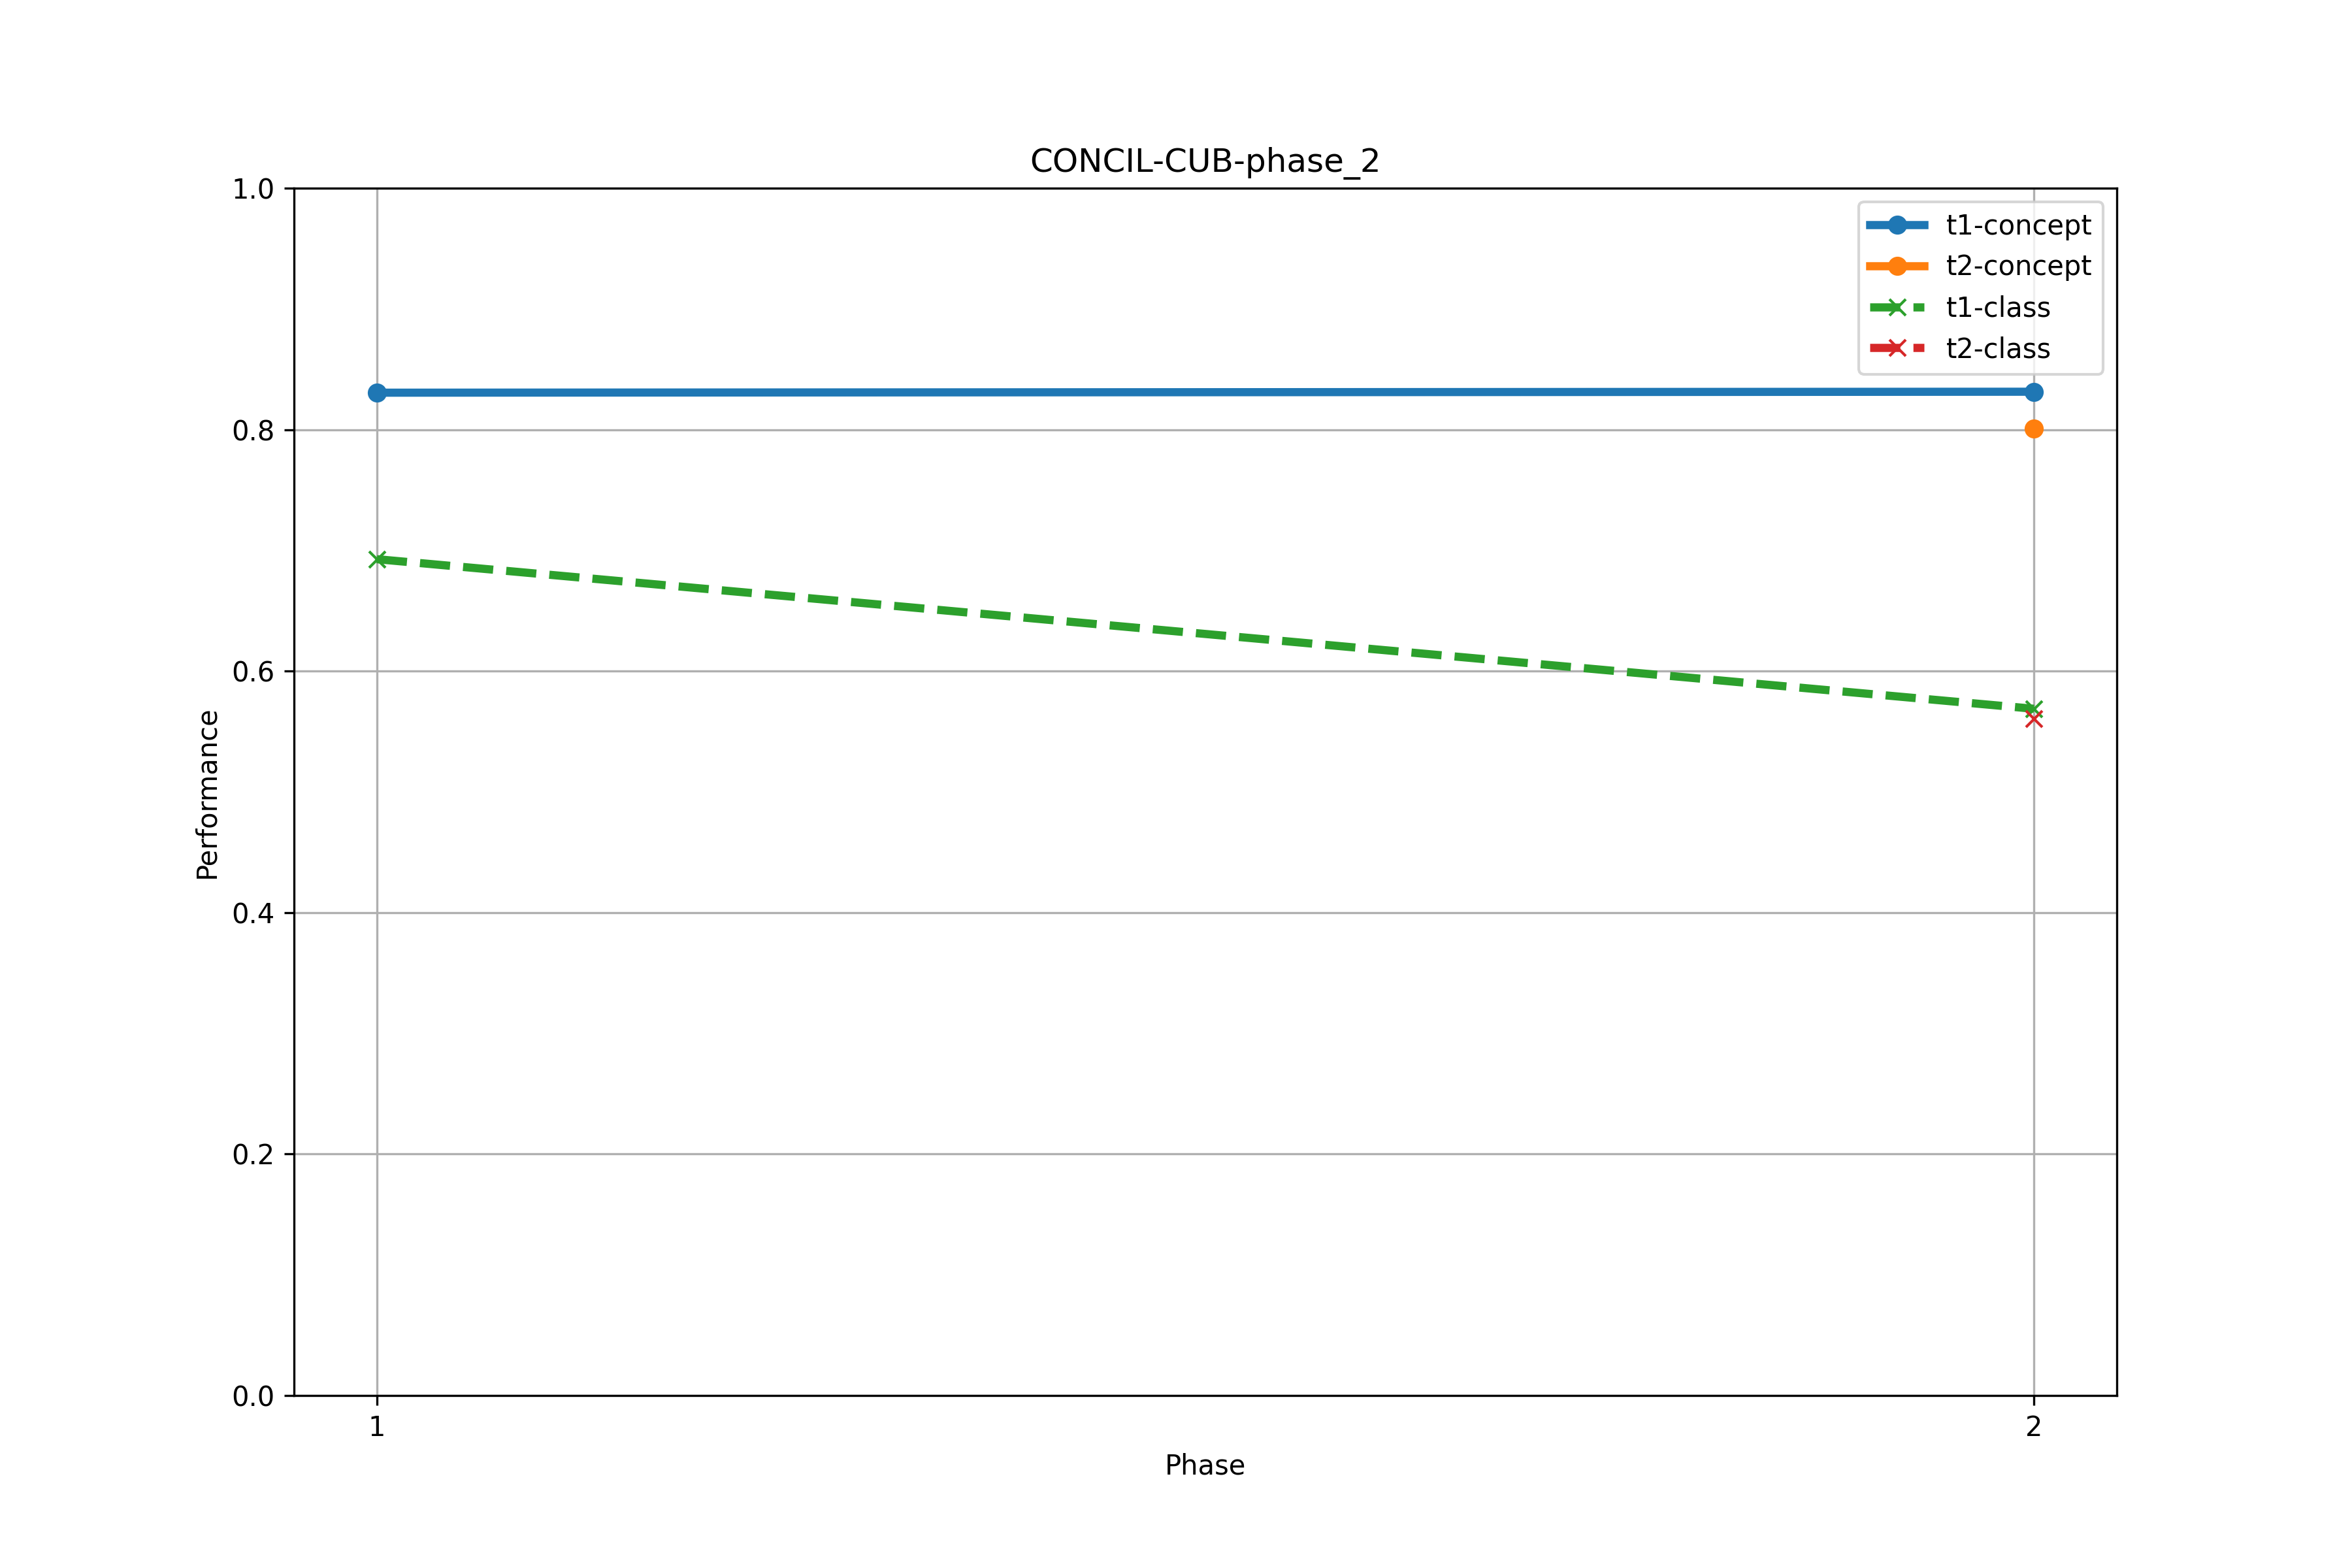 CONCIL-CUB-phase_2
1.0
0.8
0.6
0.4
0.2
0.0
Performance
t1-concept
t2-concept
t1-class
t2-class
1
2
Phase